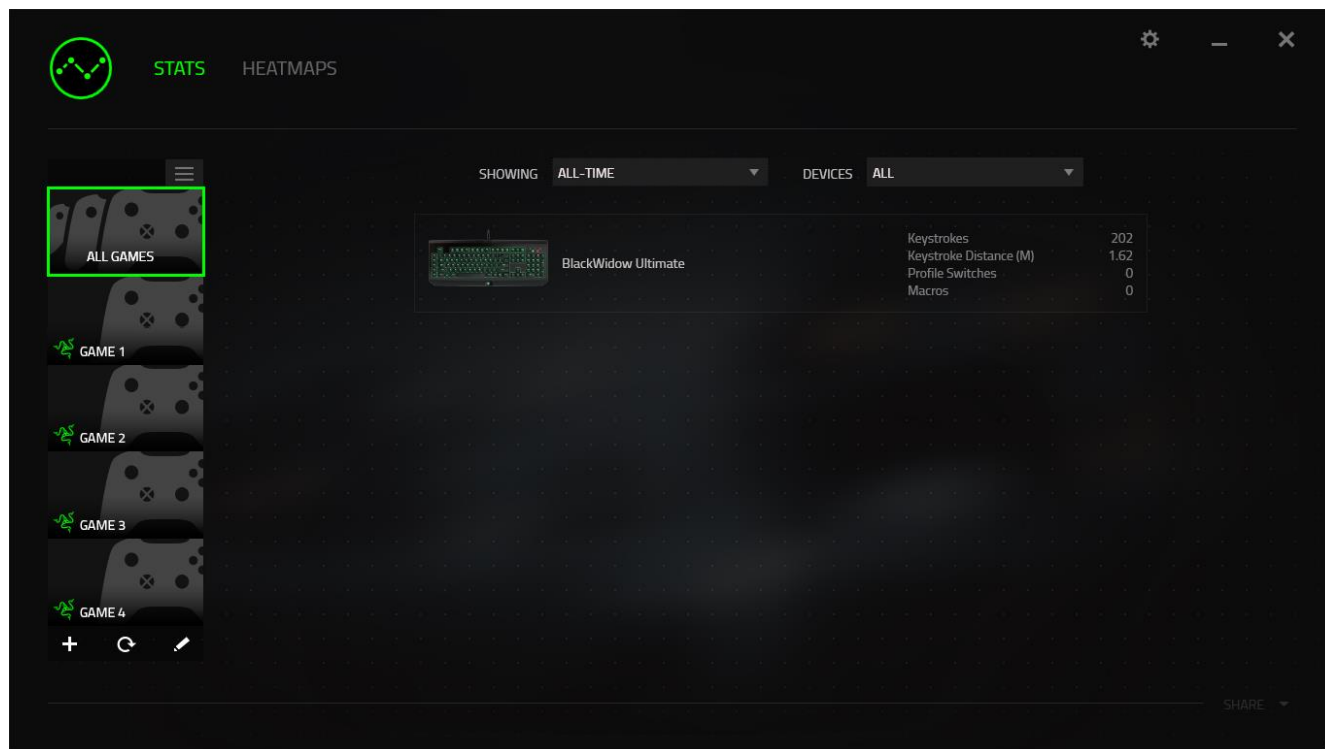 STATS HEATMAPS
SHOWING ALL-TIME DEVICES ALL
ALL GAMES
GAME 1
GAME 2
GAME 3
GAME 4
BlackWidow Ultimate
Keystrokes 202
Keystroke Distance (M) 1.62
Profile Switches 0
Macros 0
SHARE